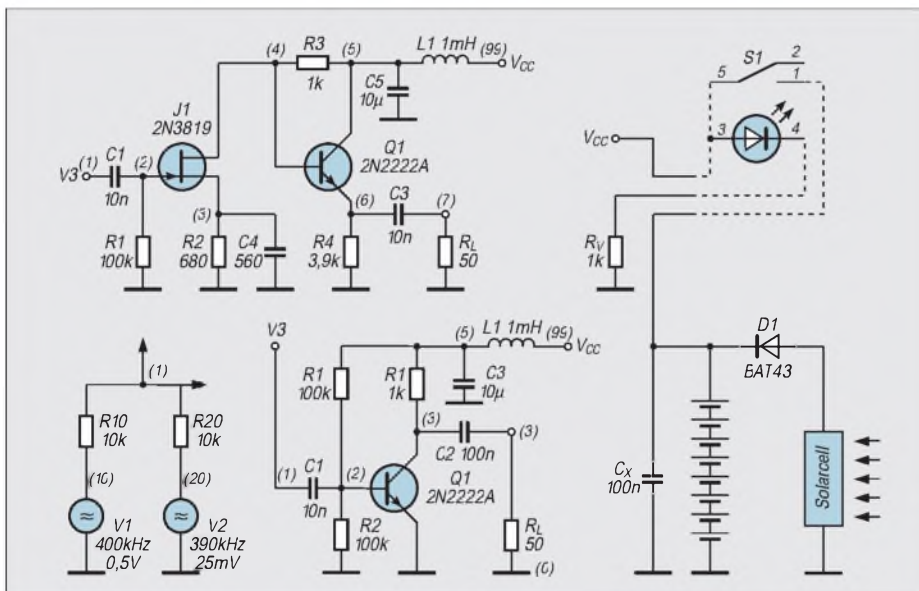 (4)
R3
1k
(5)
L1 1mH
(99)
VCC
C5
10µ
J1
2N3819
Q1
2N2222A
V3
(1)
C1
10n
(2)
(3)
R1
100k
R2
680
C4
560
(6)
C3
10n
(7)
R4
3,9k
RL
50
S1
2
1
5
3
4
VCC
RV
1k
D1
BAT43
CX
100n
Solarcell
(1)
R10
10k
R20
10k
(10)
(20)
V1
400kHz
0,5V
V2
390kHz
25mV
V3
(5)
L1 1mH
(99)
VCC
R1
100k
R1
1k
C3
10µ
(3)
(3)
C2 100n
(1)
C1
10n
(2)
Q1
2N2222A
R2
100k
RL
50
(0)